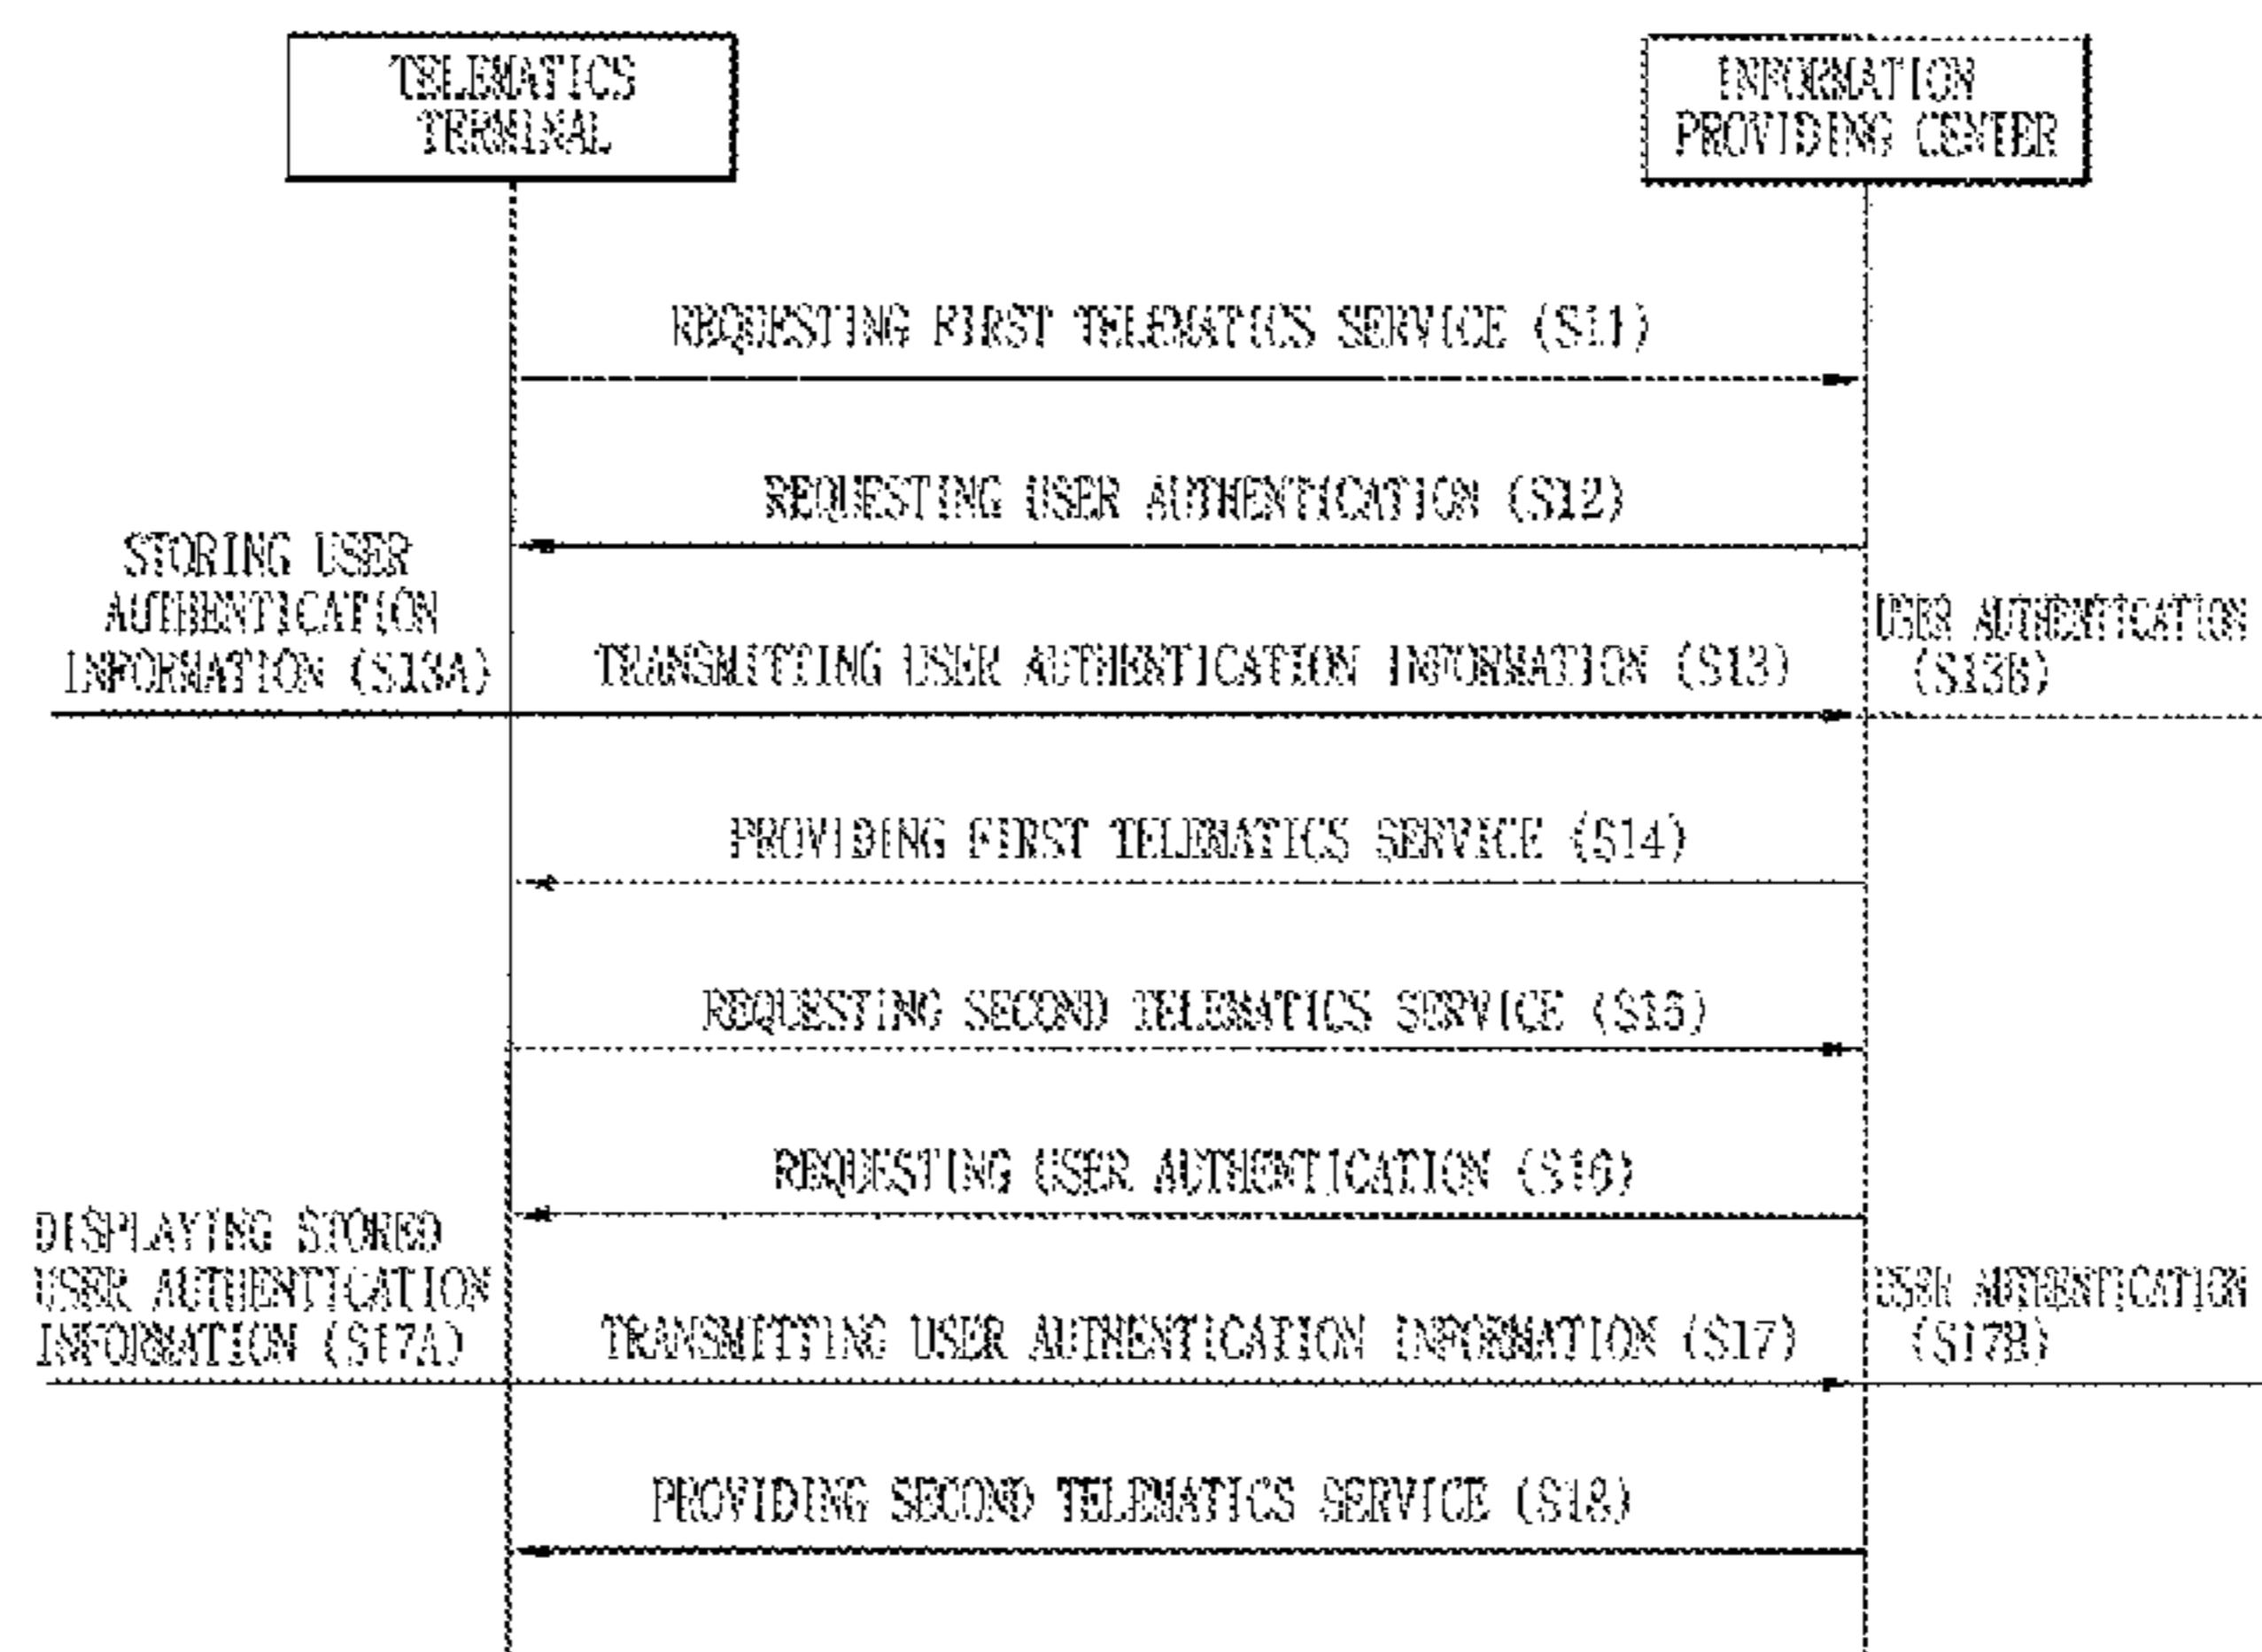 TELEMATICS
TERMINAL
INFORMATION
PROVIDING CENTER
REQUESTING FIRST TELEMATICS SERVICE (S11)
REQUESTING USER AUTHENTICATION (S12)
STORING USER
AUTHENTICATION
INFORMATION (S13A)
TRANSMITTING USER AUTHENTICATION INFORMATION (S13)
USER AUTHENTICATION
(S13B)
PROVIDING FIRST TELEMATICS SERVICE (S14)
REQUESTING SECOND TELEMATICS SERVICE (S15)
REQUESTING USER AUTHENTICATION (S16)
DISPLAYING STORED
USER AUTHENTICATION
INFORMATION (S17A)
TRANSMITTING USER AUTHENTICATION INFORMATION (S17)
USER AUTHENTICATION
(S17B)
PROVIDING SECOND TELEMATICS SERVICE (S18)